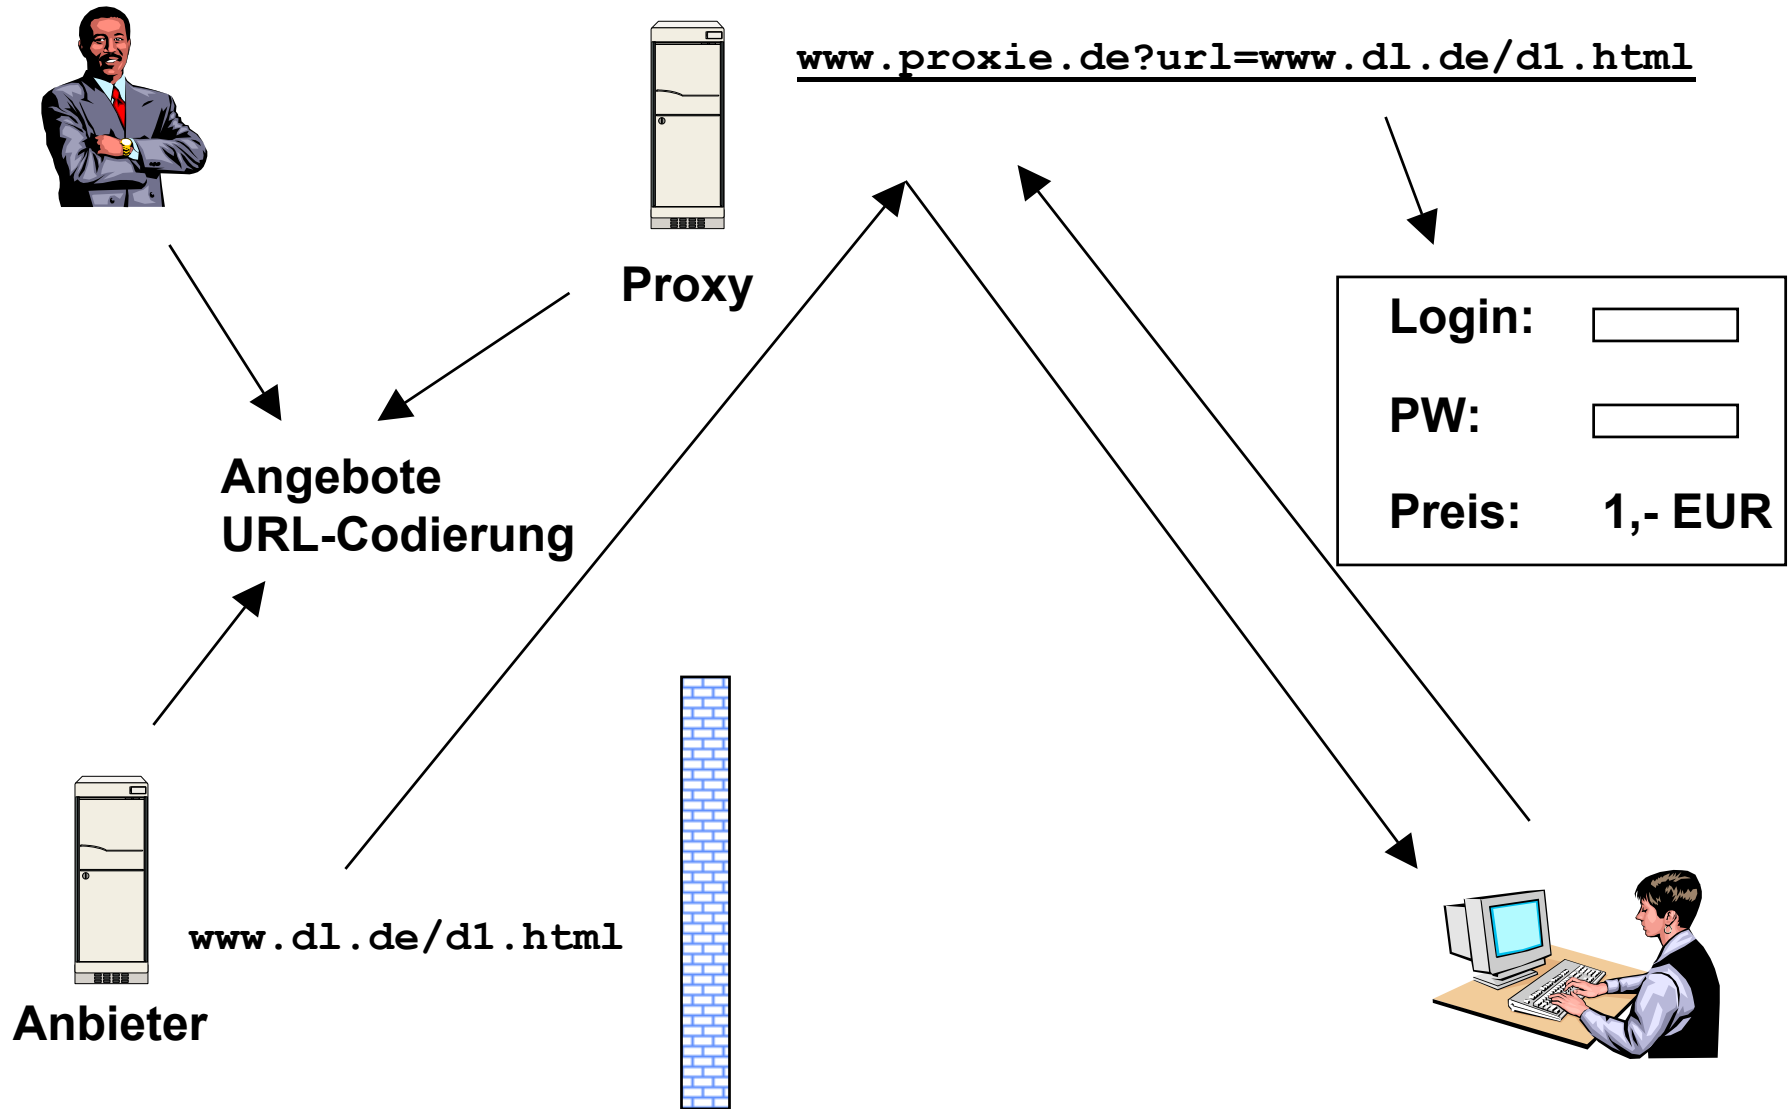 www.proxie.de?url=www.dl.de/d1.html
Proxy
Login:
PW:
Preis: 1,- EUR
Angebote
URL-Codierung
www.dl.de/d1.html
Anbieter